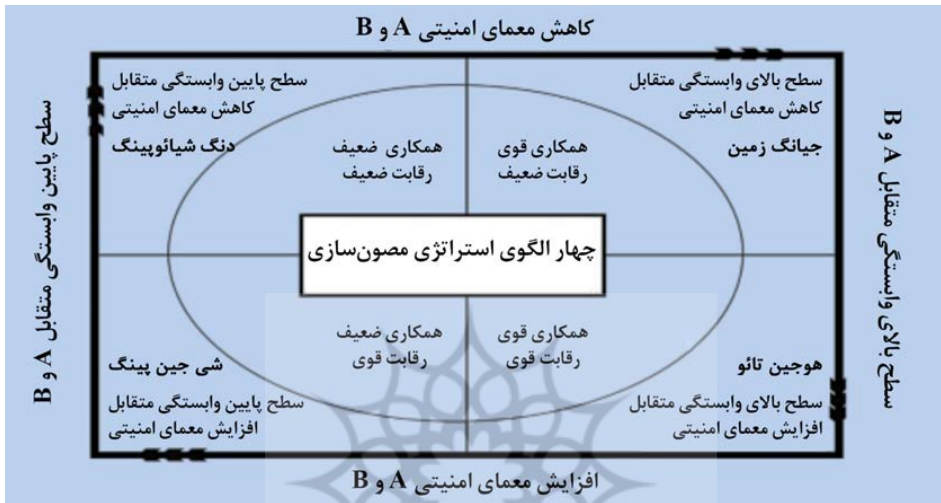 کاهش معمای امنیتی A و B
سطح بالای وابستگی متقابل
کاهش معمای امنیتی
جیانگ زمین
همکاری قوی
رقابت ضعیف
سطح پایین وابستگی متقابل
کاهش معمای امنیتی
دنگ شیائوپینگ
همکاری ضعیف
رقابت ضعیف
سطح بالای وابستگی متقابل A و B
چهار الگوی استراتژی مصون‌سازی
سطح پایین وابستگی متقابل A و B
همکاری قوی
رقابت قوی
هوجین تائو
سطح بالای وابستگی متقابل
افزایش معمای امنیتی
همکاری ضعیف
رقابت قوی
شی جین پینگ
سطح پایین وابستگی متقابل
افزایش معمای امنیتی
افزایش معمای امنیتی A و B